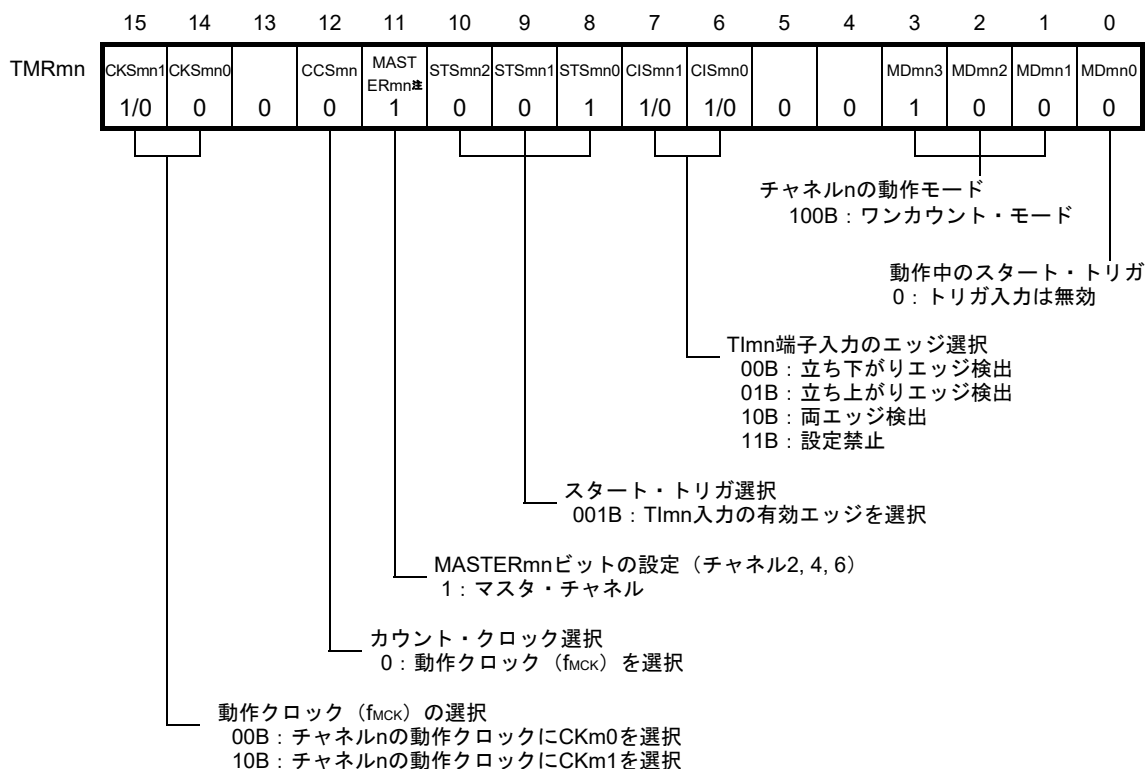 15 14 13 12 11 10 9 8 7 6 5 4 3 2 1 0
TMRmn CKSmn1 CKSmn0 CCSmn MAST STSmn2 STSmn1 STSmn0 CISmn1 CISmn0 MDmn3 MDmn2 MDmn1 MDmn0
ERmn注
1/0 0 0 0 1 0 0 1 1/0 1/0 0 0 1 0 0 0
チャネルnの動作モード
100B：ワンカウント・モード
動作中のスタート・トリガ
0：トリガ入力は無効
TImn端子入力のエッジ選択
00B：立ち下がりエッジ検出
01B：立ち上がりエッジ検出
10B：両エッジ検出
11B：設定禁止
スタート・トリガ選択
001B：TImn入力の有効エッジを選択
MASTERmnビットの設定（チャネル2, 4, 6）
1：マスタ・チャネル
カウント・クロック選択
0：動作クロック（fMCK）を選択
動作クロック（fMCK）の選択
00B：チャネルnの動作クロックにCKm0を選択
10B：チャネルnの動作クロックにCKm1を選択